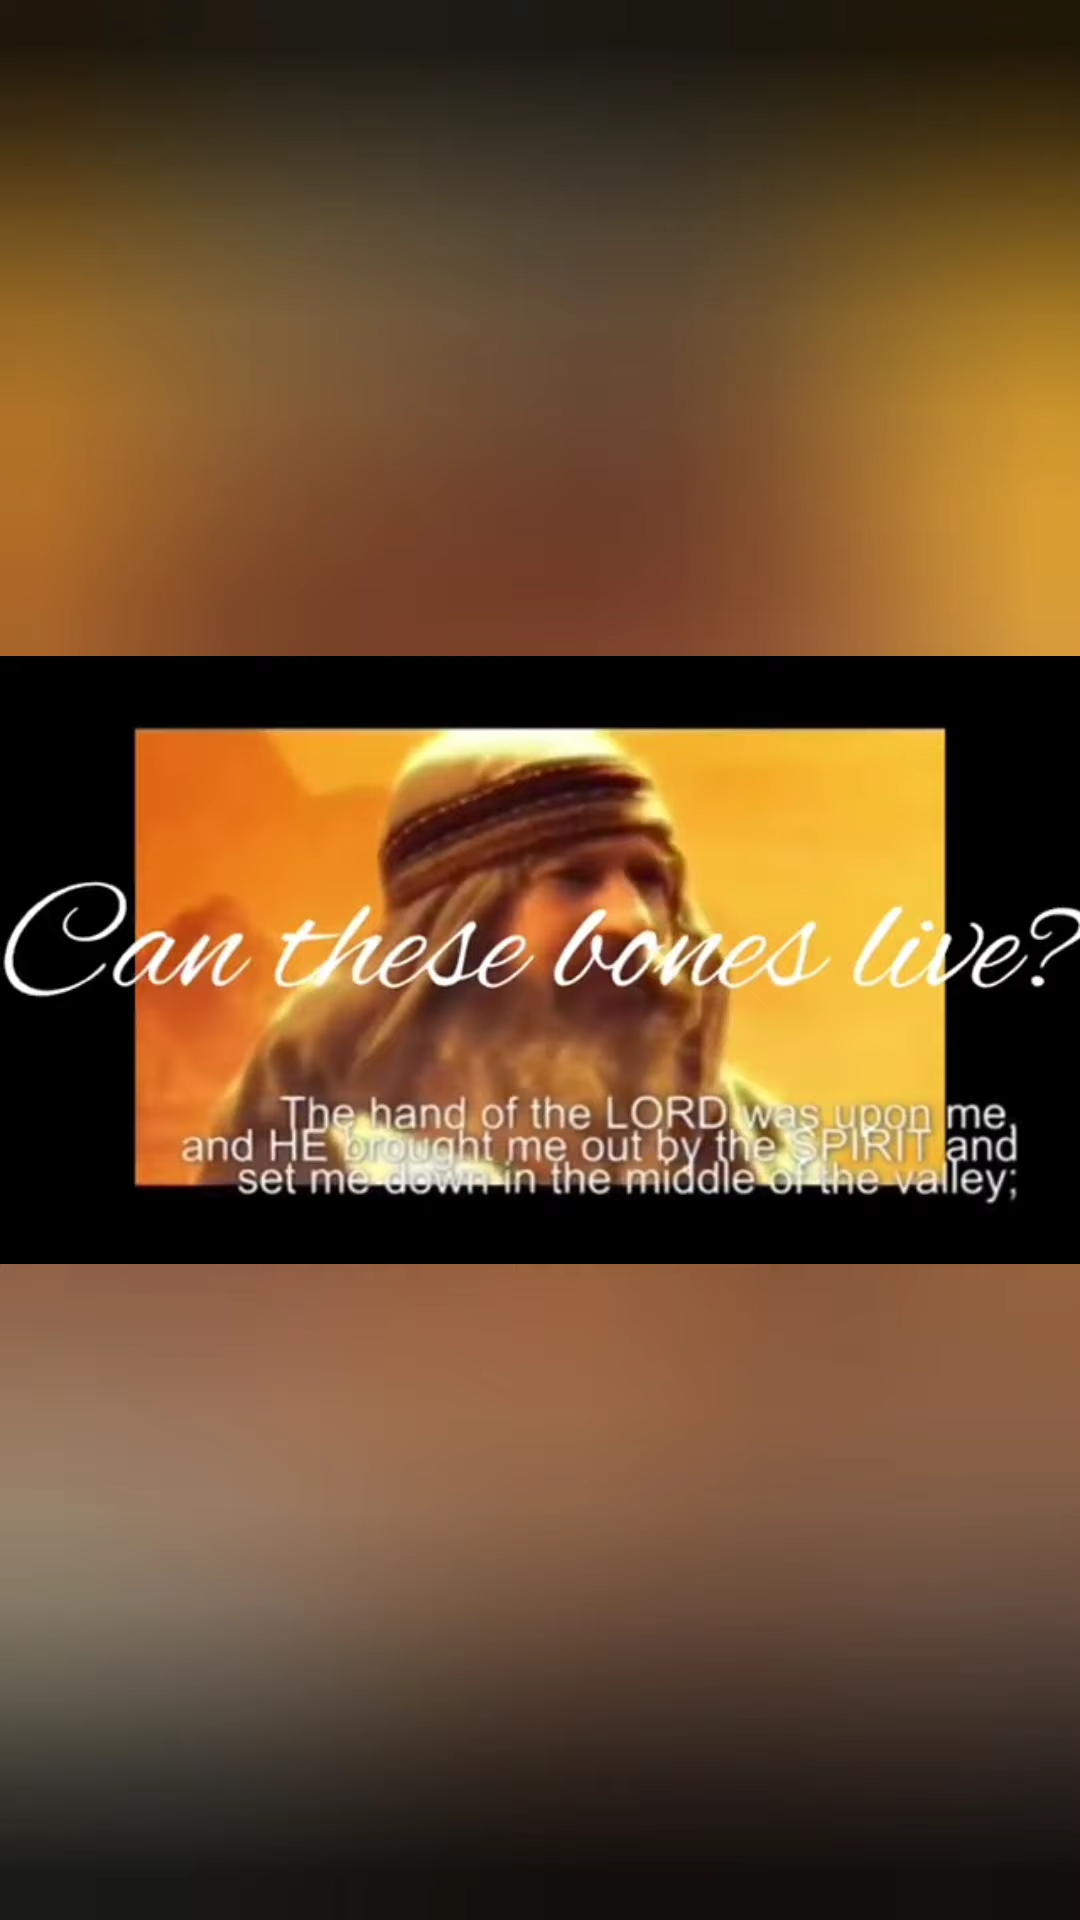 Can these bones live?
The hand of the LORD was upon me,
and HE brought me out by the SPIRIT and
set me down in the middle of the valley;